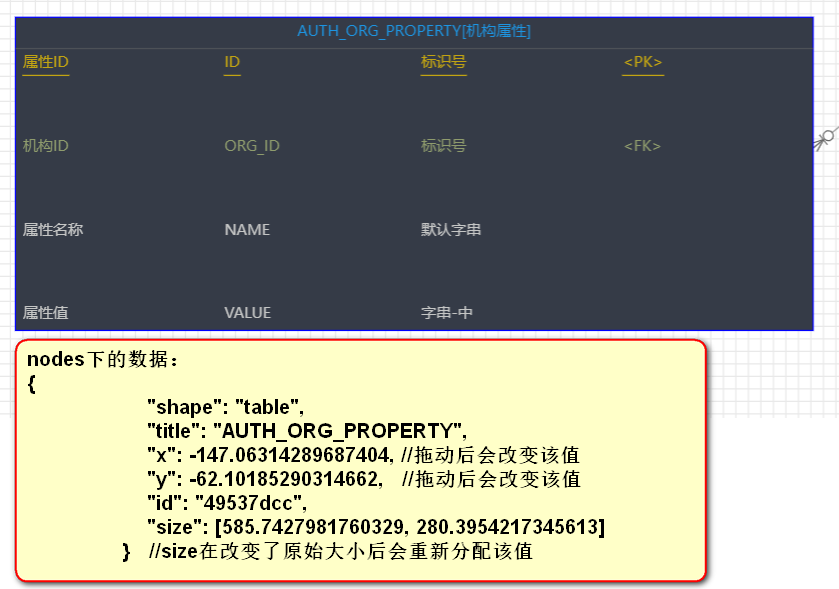 AUTH_ORG_PROPERTY[机构属性]
属性ID ID 标识号 <PK>
机构ID ORG_ID 标识号 <FK>
属性名称 NAME 默认字串
属性值 VALUE 字串-中
nodes下的数据：
{
"shape": "table",
"title": "AUTH_ORG_PROPERTY",
"x": -147.06314289687404, //拖动后会改变该值
"y": -62.10185290314662, //拖动后会改变该值
"id": "49537dcc",
"size": [585.7427981760329, 280.3954217345613]
} //size在改变了原始大小后会重新分配该值